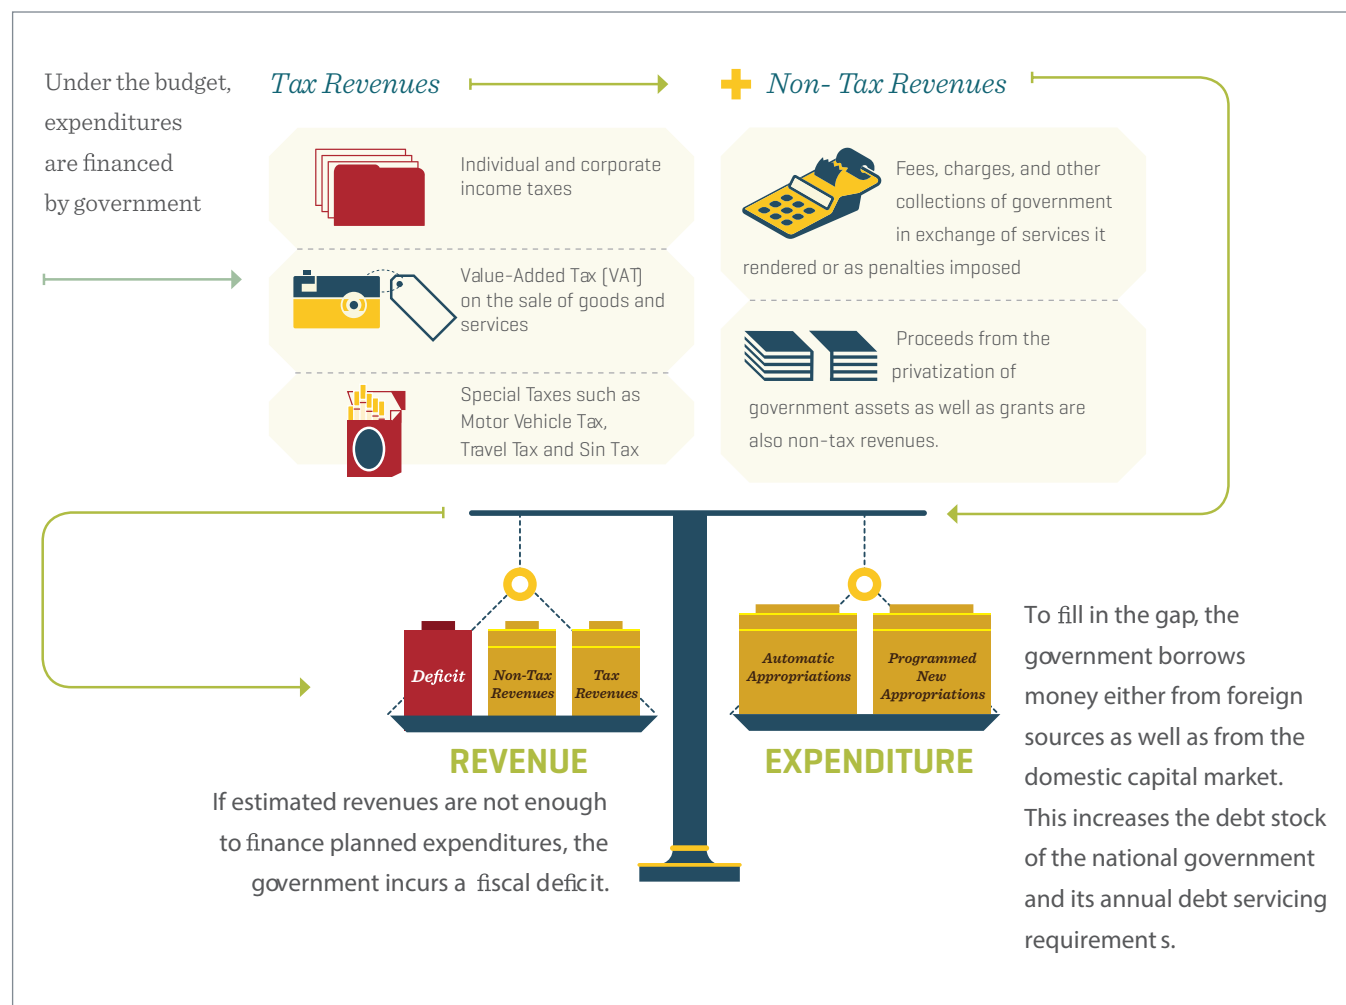 Under the budget,
expenditures
are financed
by government
Tax Revenues
Individual and corporate
income taxes
Value-Added Tax (VAT)
on the sale of goods and
services
Special Taxes such as
Motor Vehicle Tax,
Travel Tax and Sin Tax
Non- Tax Revenues
Fees, charges, and other
collections of government
in exchange of services it
rendered or as penalties imposed
Proceeds from the
privatization of
government assets as well as grants are
also non-tax revenues.
Deficit
Non-Tax
Revenues
Tax
Revenues
REVENUE
If estimated revenues are not enough
to finance planned expenditures, the
government incurs a fiscal deficit.
Automatic
Appropriations
Programmed
New
Appropriations
EXPENDITURE
To fill in the gap, the
government borrows
money either from foreign
sources as well as from the
domestic capital market.
This increases the debt stock
of the national government
and its annual debt servicing
requirement s.